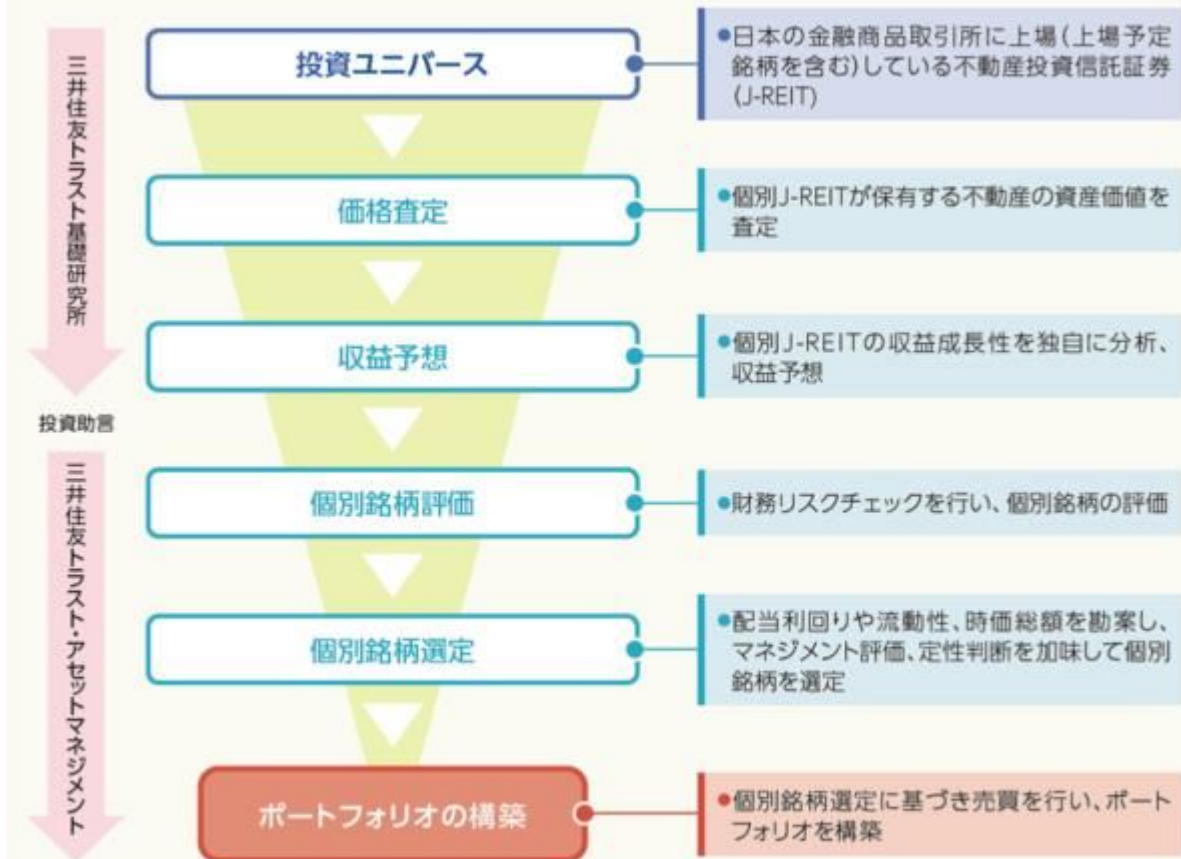 三井住友トラスト基礎研究所
投資助言
三井住友トラスト・アセットマネジメント
投資ユニバース
●日本の金融商品取引所に上場(上場予定
銘柄を含む)している不動産投資信託証券
(J-REIT)
価格査定
●個別J-REITが保有する不動産の資産価値を
査定
収益予想
●個別J-REITの収益成長性を独自に分析、
収益予想
個別銘柄評価
●財務リスクチェックを行い、個別銘柄の評価
個別銘柄選定
●配当利回りや流動性、時価総額を勘案し、
マネジメント評価、定性判断を加味して個別
銘柄を選定
ポートフォリオの構築
●個別銘柄選定に基づき売買を行い、ポート
フォリオを構築